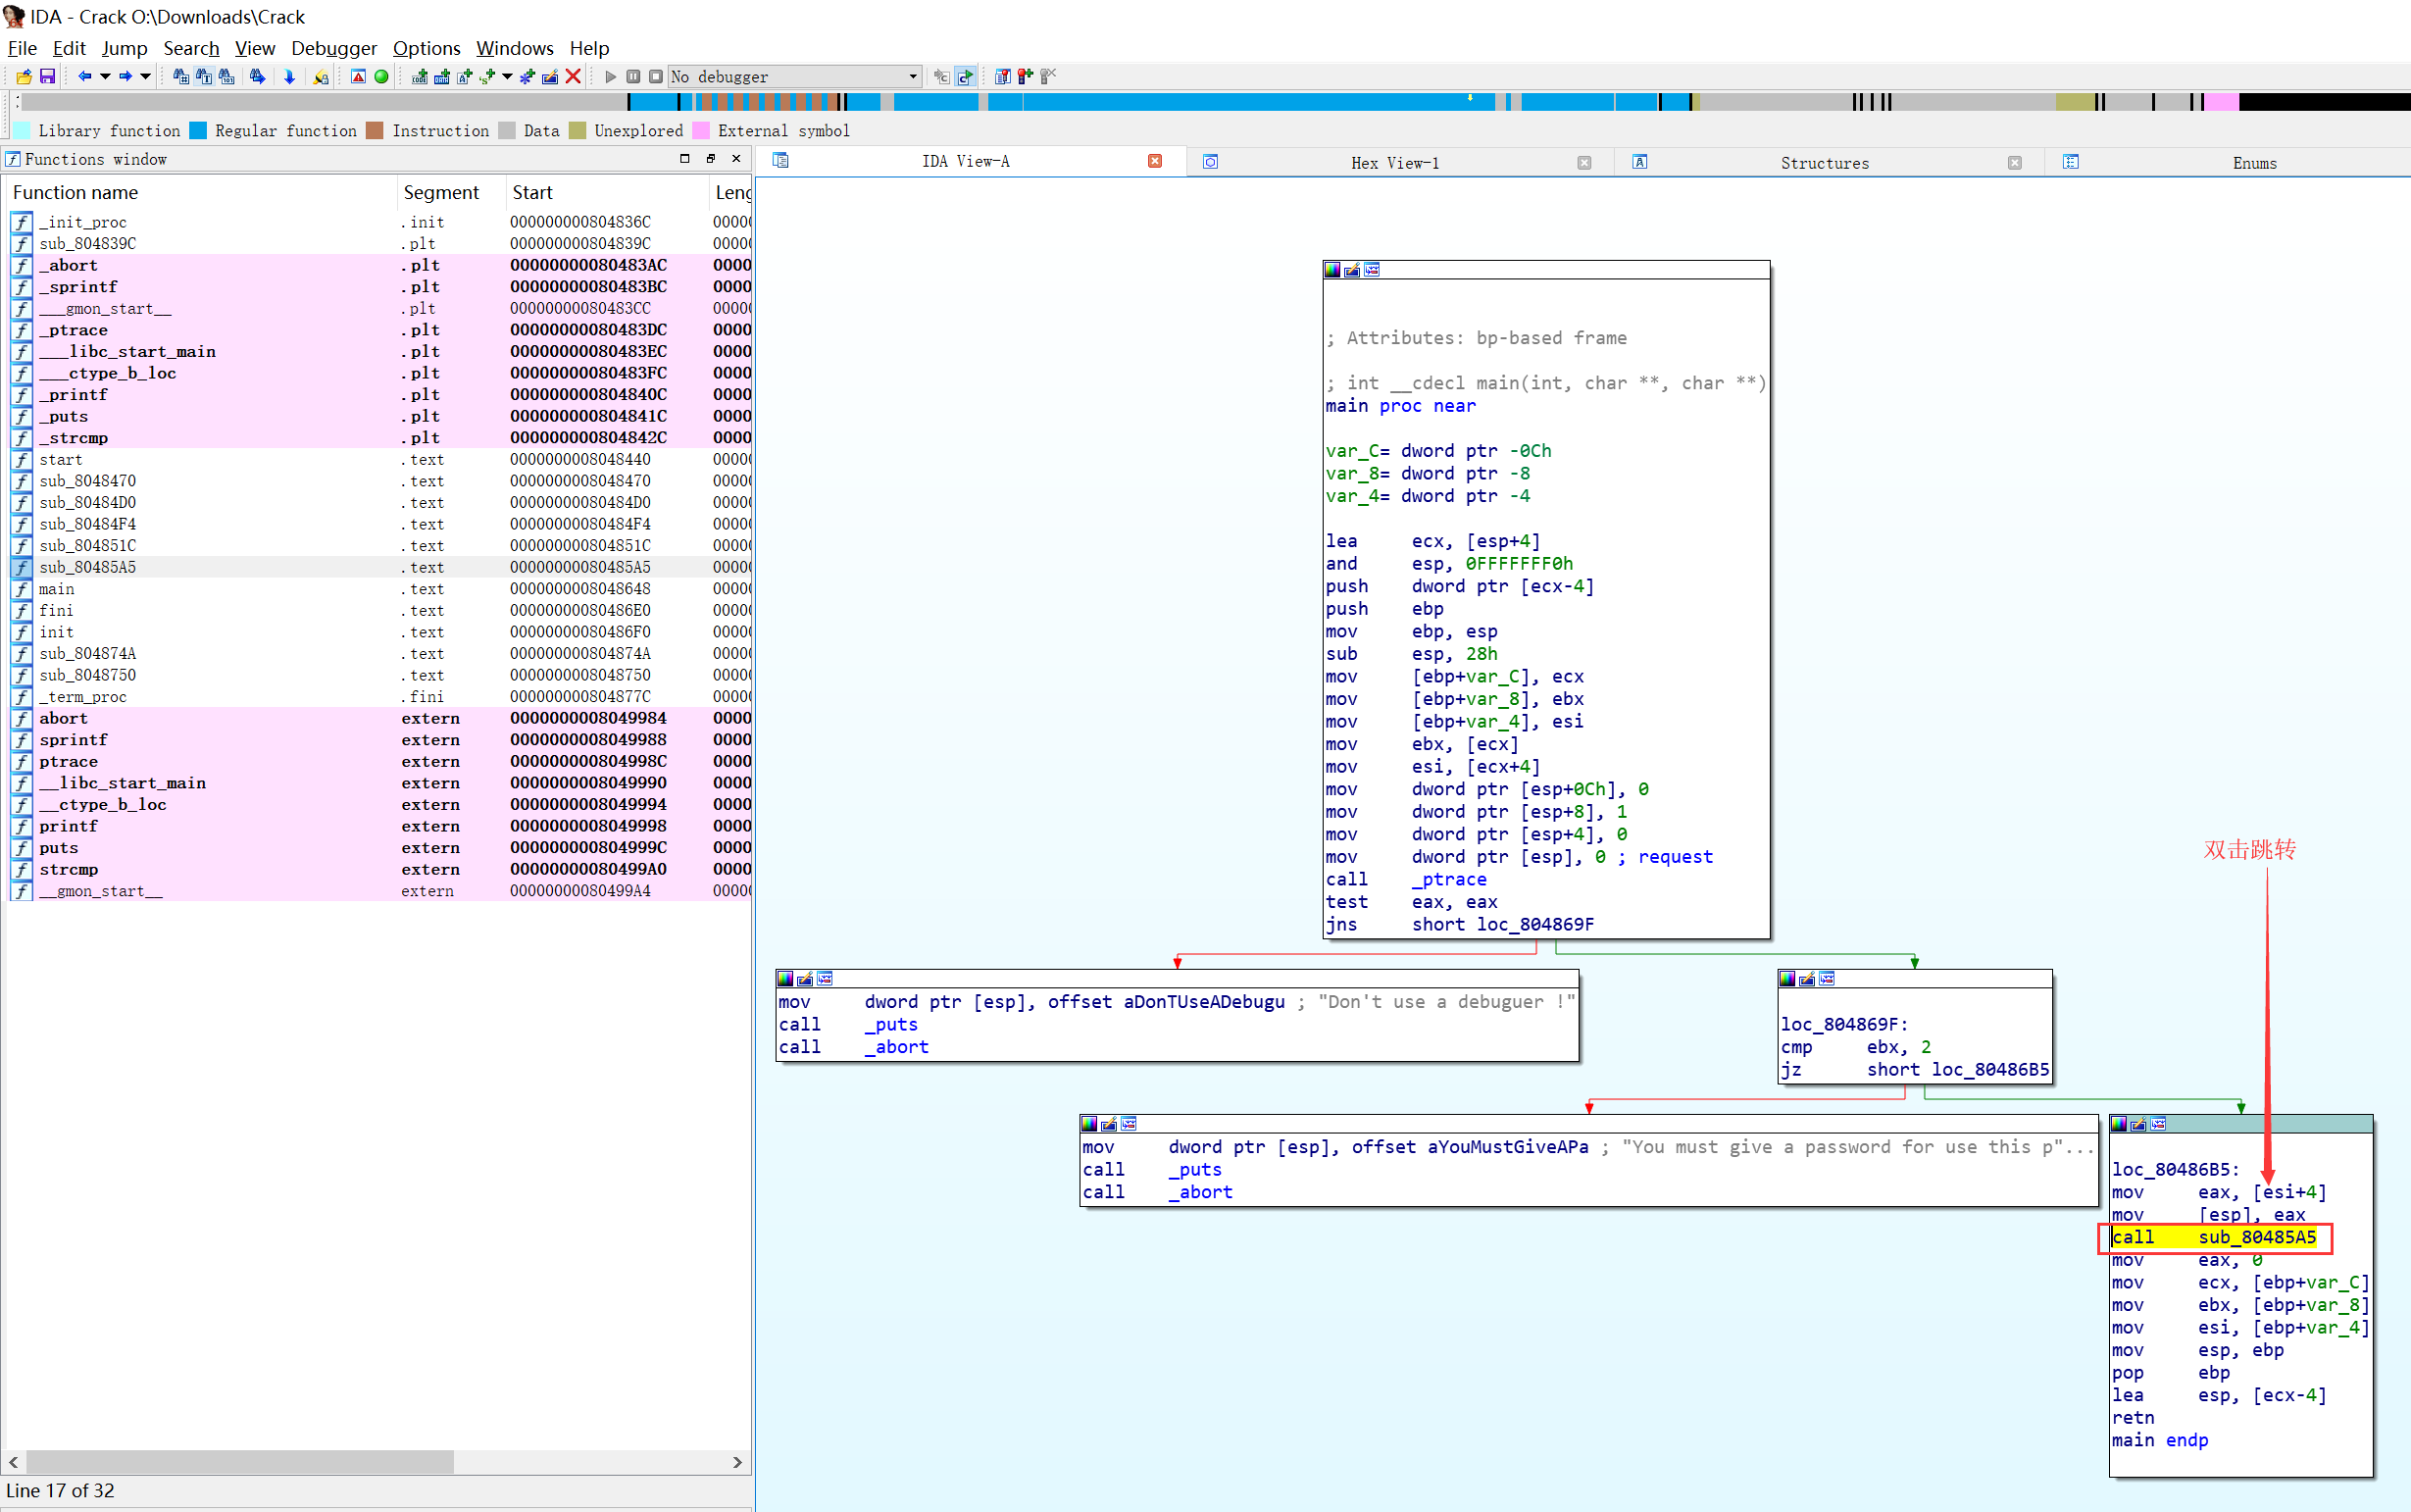 IDA - Crack O:\Downloads\Crack
File Edit Jump Search View Debugger Options Windows Help
No debugger
Library function Regular function Instruction Data Unexplored External symbol
Functions window
Function name Segment Start Leng
_init_proc .init 000000000804836C 0000
sub_804839C .plt 000000000804839C 0000
_abort .plt 00000000080483AC 0000
_sprintf .plt 00000000080483BC 0000
___gmon_start__ .plt 00000000080483CC 0000
_ptrace .plt 00000000080483DC 0000
___libc_start_main .plt 00000000080483EC 0000
___ctype_b_loc .plt 00000000080483FC 0000
_printf .plt 000000000804840C 0000
_puts .plt 000000000804841C 0000
_strcmp .plt 000000000804842C 0000
start .text 0000000008048440 0000
sub_8048470 .text 0000000008048470 0000
sub_80484D0 .text 00000000080484D0 0000
sub_80484F4 .text 00000000080484F4 0000
sub_804851C .text 000000000804851C 0000
sub_80485A5 .text 00000000080485A5 0000
main .text 0000000008048648 0000
fini .text 00000000080486E0 0000
init .text 00000000080486F0 0000
sub_804874A .text 000000000804874A 0000
sub_8048750 .text 0000000008048750 0000
_term_proc .fini 000000000804877C 0000
abort extern 0000000008049984 0000
sprintf extern 0000000008049988 0000
ptrace extern 000000000804998C 0000
__libc_start_main extern 0000000008049990 0000
__ctype_b_loc extern 0000000008049994 0000
printf extern 0000000008049998 0000
puts extern 000000000804999C 0000
strcmp extern 00000000080499A0 0000
__gmon_start__ extern 00000000080499A4 0000
Line 17 of 32
IDA View-A Hex View-1 Structures Enums
; Attributes: bp-based frame
; int __cdecl main(int, char **, char **)
main proc near
var_C= dword ptr -0Ch
var_8= dword ptr -8
var_4= dword ptr -4
lea ecx, [esp+4]
and esp, 0FFFFFFF0h
push dword ptr [ecx-4]
push ebp
mov ebp, esp
sub esp, 28h
mov [ebp+var_C], ecx
mov [ebp+var_8], ebx
mov [ebp+var_4], esi
mov ebx, [ecx]
mov esi, [ecx+4]
mov dword ptr [esp+0Ch], 0
mov dword ptr [esp+8], 1
mov dword ptr [esp+4], 0
mov dword ptr [esp], 0 ; request
call _ptrace
test eax, eax
jns short loc_804869F
mov dword ptr [esp], offset aDonTUseADebugu ; "Don't use a debuguer !"
call _puts
call _abort
loc_804869F:
cmp ebx, 2
jz short loc_80486B5
mov dword ptr [esp], offset aYouMustGiveAPa ; "You must give a password for use this p"...
call _puts
call _abort
双击跳转
loc_80486B5:
mov eax, [esi+4]
mov [esp], eax
call sub_80485A5
mov eax, 0
mov ecx, [ebp+var_C]
mov ebx, [ebp+var_8]
mov esi, [ebp+var_4]
mov esp, ebp
pop ebp
lea esp, [ecx-4]
retn
main endp